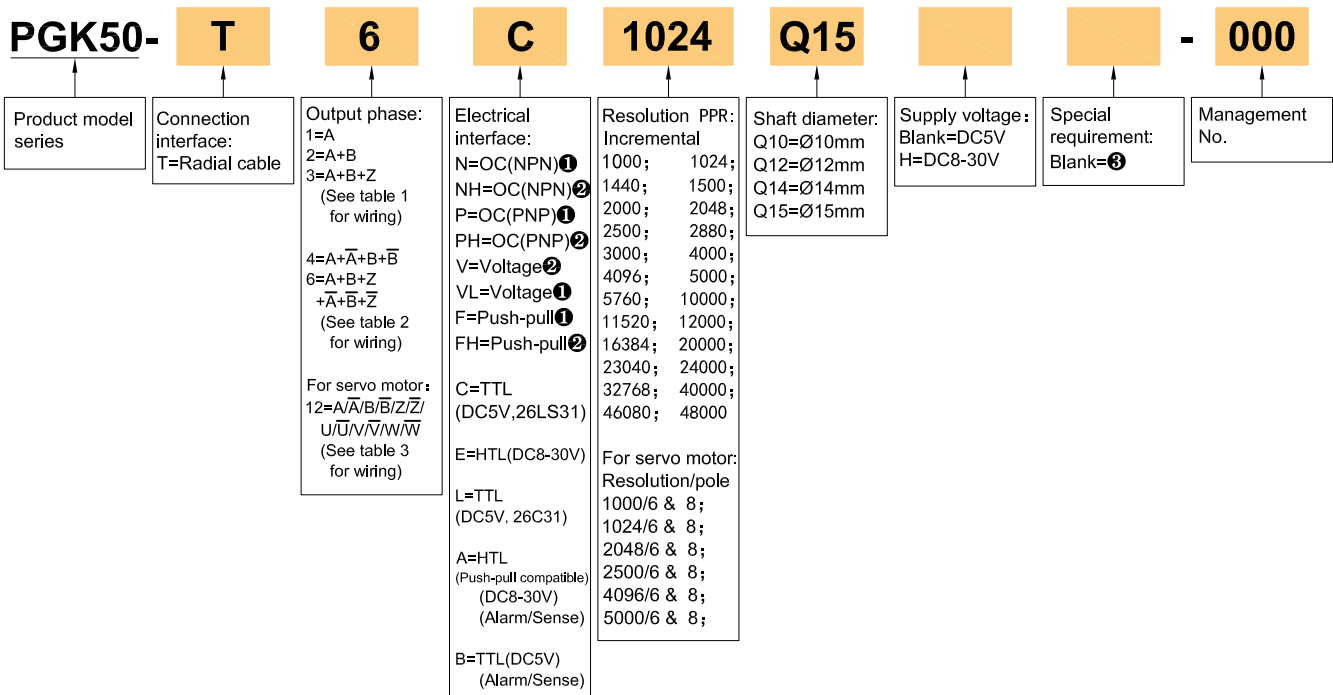 PGK50- T 6 C 1024 Q15 - 000
Product model
series
Connection
interface:
T=Radial cable
Output phase:
1=A
2=A+B
3=A+B+Z
(See table 1
for wiring)
4=A+A̅+B+B̅
6=A+B+Z
+A̅+B̅+Z̅
(See table 2
for wiring)
For servo motor:
12=A/A̅/B/B̅/Z/Z̅/
U/U̅/V/V̅/W/W̅
(See table 3
for wiring)
Electrical
interface:
N=OC(NPN)❶
NH=OC(NPN)❷
P=OC(PNP)❶
PH=OC(PNP)❷
V=Voltage❷
VL=Voltage❶
F=Push-pull❶
FH=Push-pull❷
C=TTL
(DC5V,26LS31)
E=HTL(DC8-30V)
L=TTL
(DC5V, 26C31)
A=HTL
(Push-pull compatible)
(DC8-30V)
(Alarm/Sense)
B=TTL(DC5V)
(Alarm/Sense)
Resolution PPR:
Incremental
1000; 1024;
1440; 1500;
2000; 2048;
2500; 2880;
3000; 4000;
4096; 5000;
5760; 10000;
11520; 12000;
16384; 20000;
23040; 24000;
32768; 40000;
46080; 48000
For servo motor:
Resolution/pole
1000/6 & 8;
1024/6 & 8;
2048/6 & 8;
2500/6 & 8;
4096/6 & 8;
5000/6 & 8;
Shaft diameter:
Q10=Ø10mm
Q12=Ø12mm
Q14=Ø14mm
Q15=Ø15mm
Supply voltage:
Blank=DC5V
H=DC8-30V
Special
requirement:
Blank=❸
Management
No.